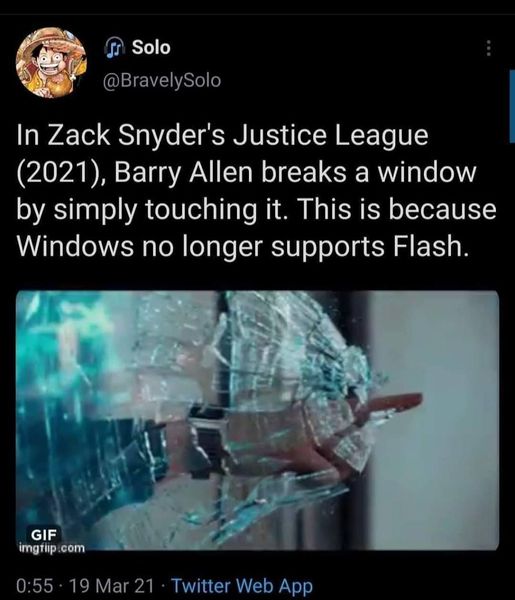 Solo
@BravelySolo
In Zack Snyder's Justice League
(2021), Barry Allen breaks a window
by simply touching it. This is because
Windows no longer supports Flash.
GIF
imgflip.com
0:55 · 19 Mar 21 · Twitter Web App